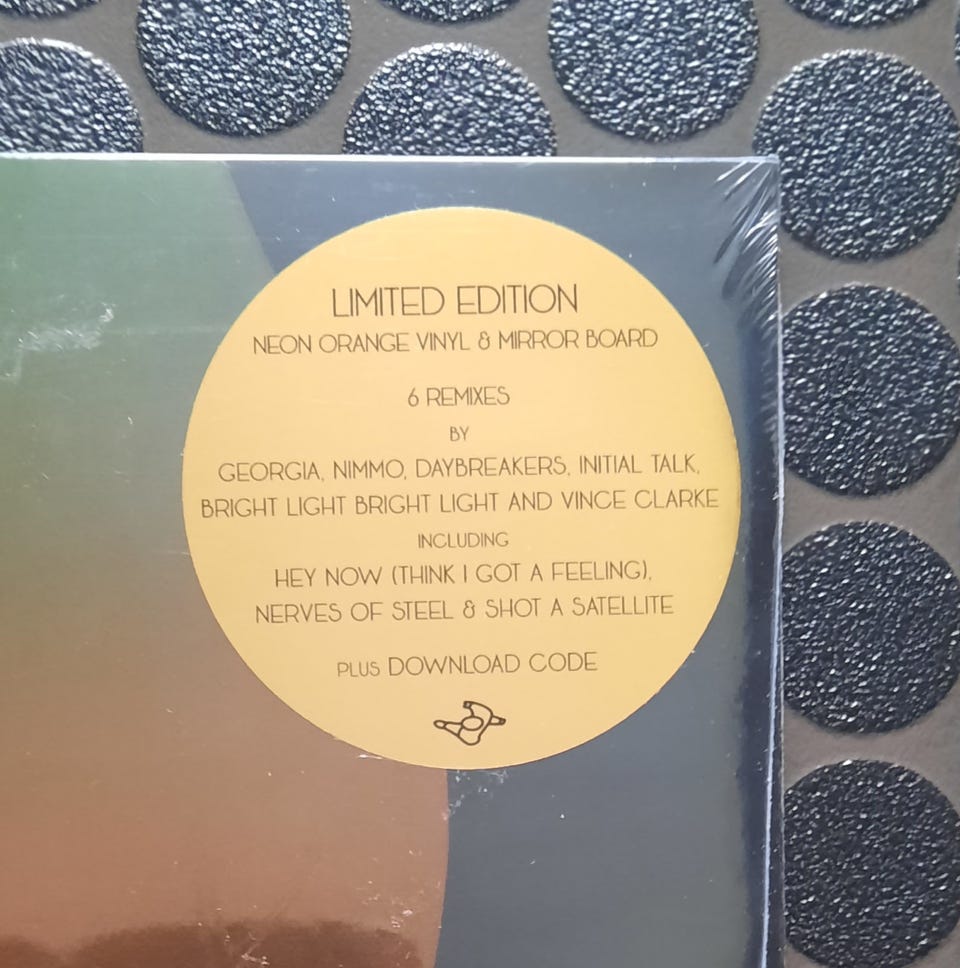 LIMITED EDITION
NEON ORANGE VINYL & MIRROR BOARD
6 REMIXES
BY
GEORGIA, NIMMO, DAYBREAKERS, INITIAL TALK,
BRIGHT LIGHT BRIGHT LIGHT AND VINCE CLARKE
INCLUDING
HEY NOW (THINK I GOT A FEELING),
NERVES OF STEEL & SHOT A SATELLITE
PLUS DOWNLOAD CODE